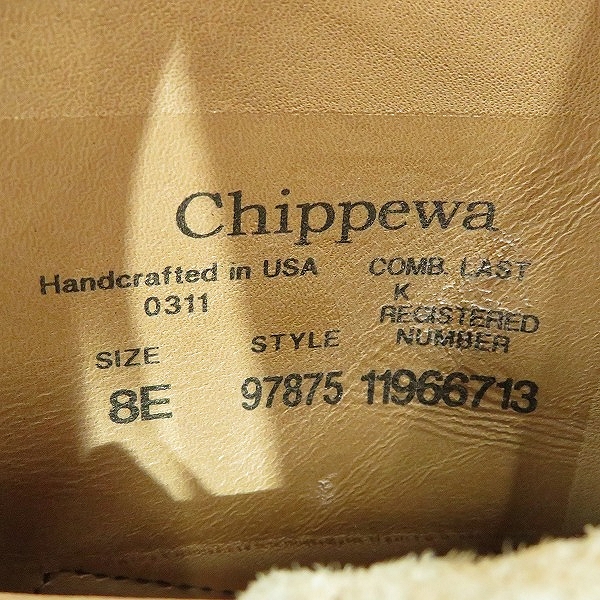 Chippewa
Handcrafted in USA
0311
COMB. LAST
K
REGISTERED
NUMBER
SIZE
8E
STYLE
97875
11966713